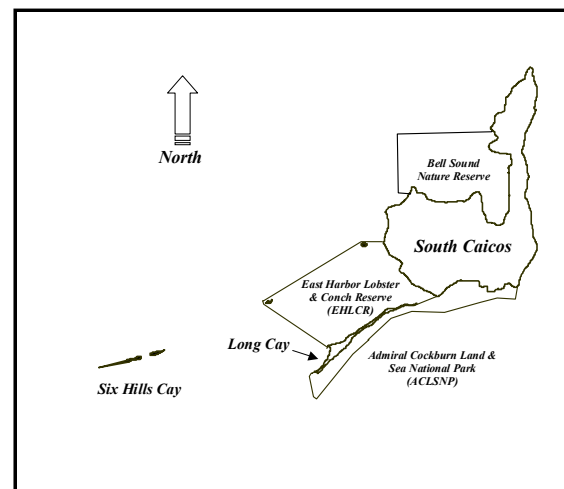 North
Bell Sound
Nature Reserve
South Caicos
East Harbor Lobster
& Conch Reserve
(EHLCR)
Long Cay
Admiral Cockburn Land &
Sea National Park
(ACLSNP)
Six Hills Cay